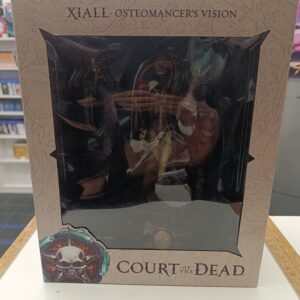 XIALL - OSTEOMANCER'S VISION
COURT OF THE DEAD